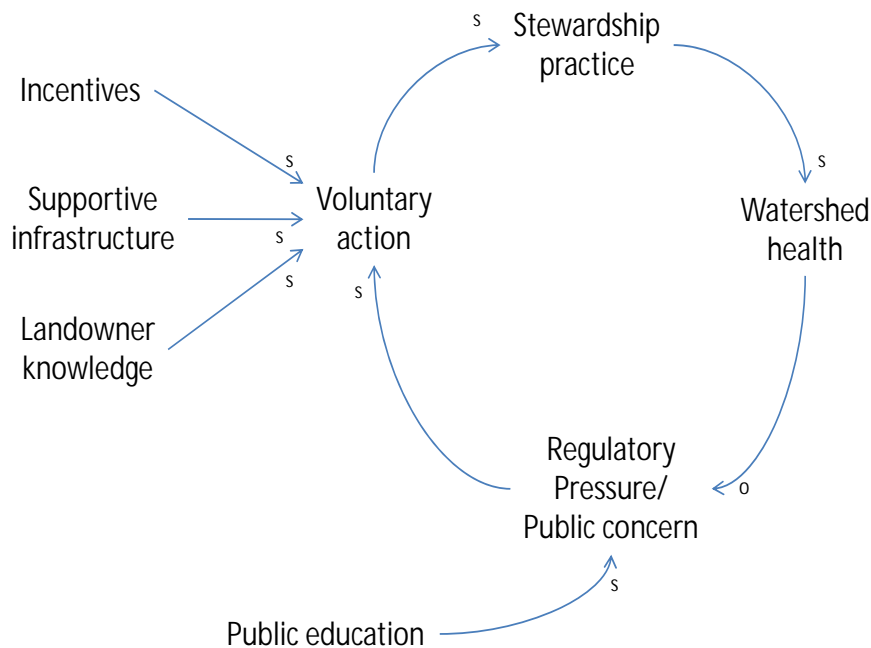 s
Stewardship
practice
Incentives
s
s
Supportive
infrastructure
s
Voluntary
action
Watershed
health
s
s
Landowner
knowledge
Regulatory
Pressure/
Public concern
o
s
Public education